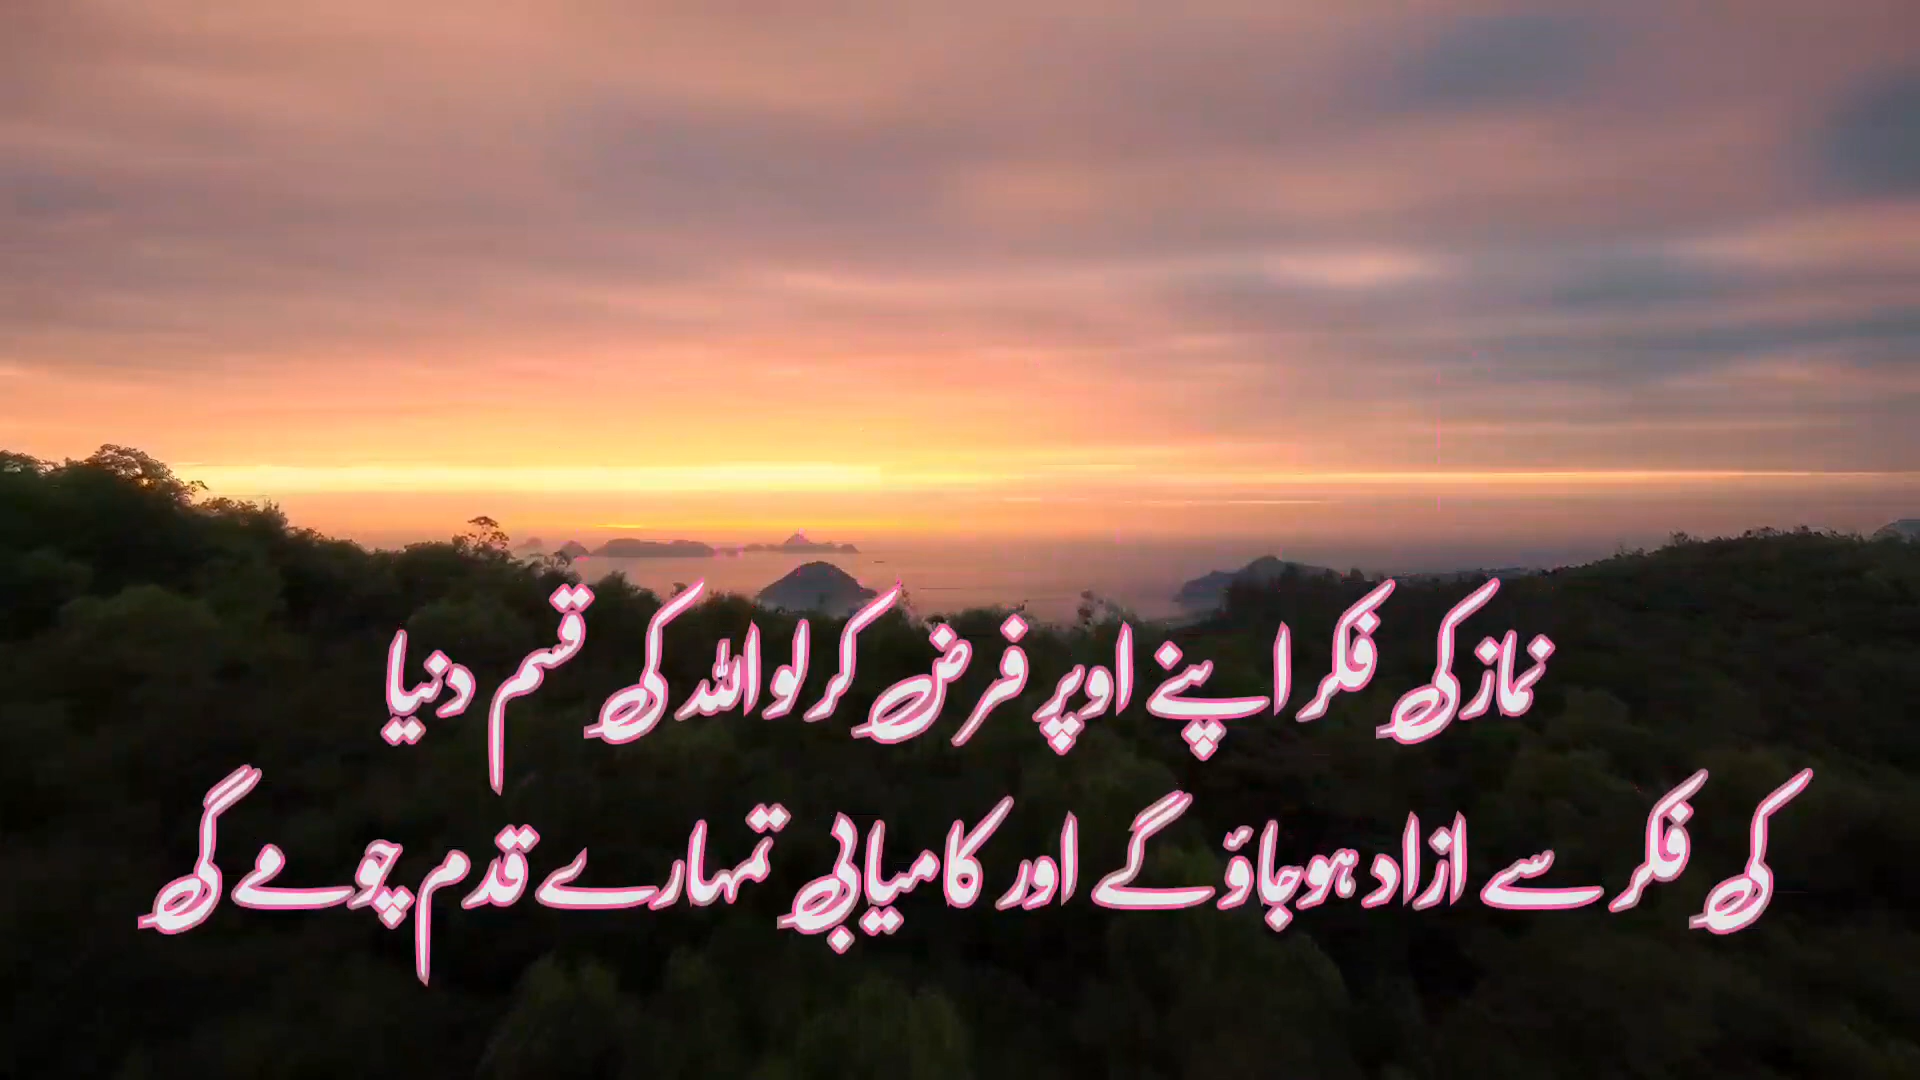 نماز کی فکر اپنے اوپر فرض کر لو اللہ کی قسم دنیا
کی فکر سے ازاد ہو جاؤ گے اور کامیابی تمہارے قدم چومے گی